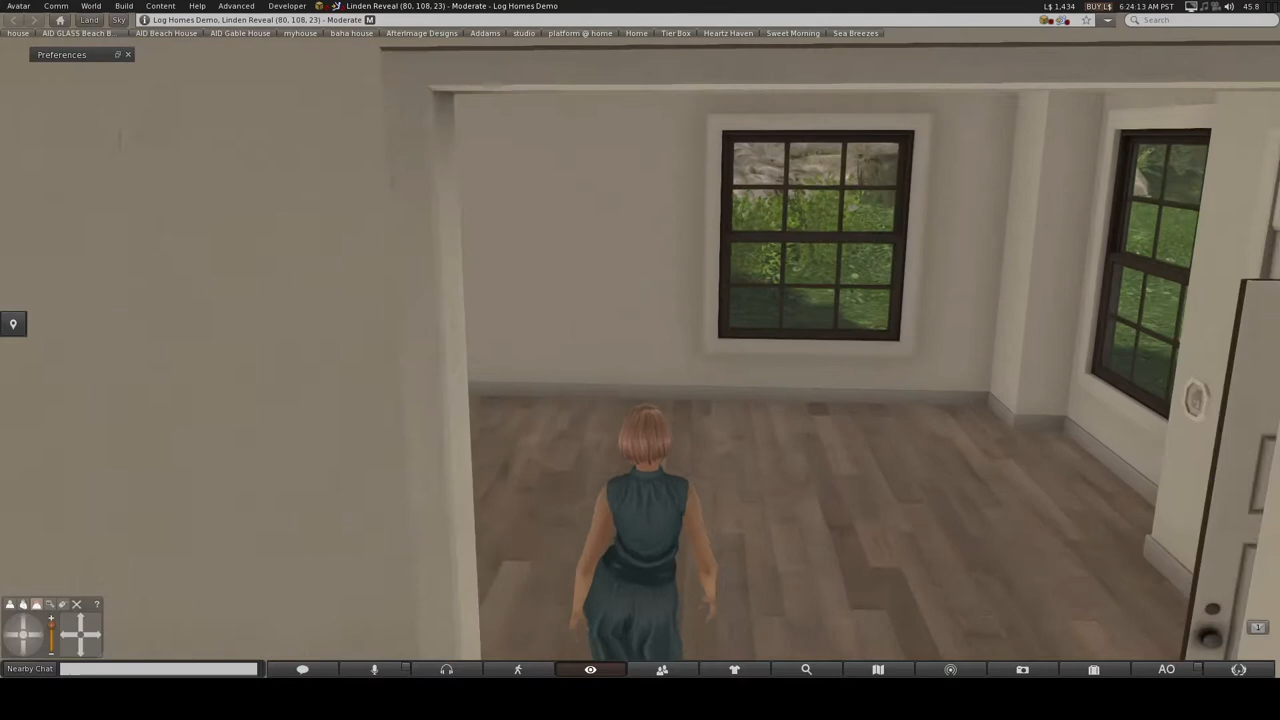 Avatar Comm World Build Content Help Advanced Developer Linden Reveal (80, 108, 23) - Moderate - Log Homes Demo L$ 1,434 BUY L$ 6:24:13 AM PST 45.8
Land Sky Log Homes Demo, Linden Reveal (80, 108, 23) - Moderate M Search
house AID GLASS Beach B... AID Beach House AID Gable House myhouse baha house AfterImage Designs Addams studio platform @ home Home Tier Box Heartz Haven Sweet Morning Sea Breezes
Preferences
?
1
Nearby Chat AO